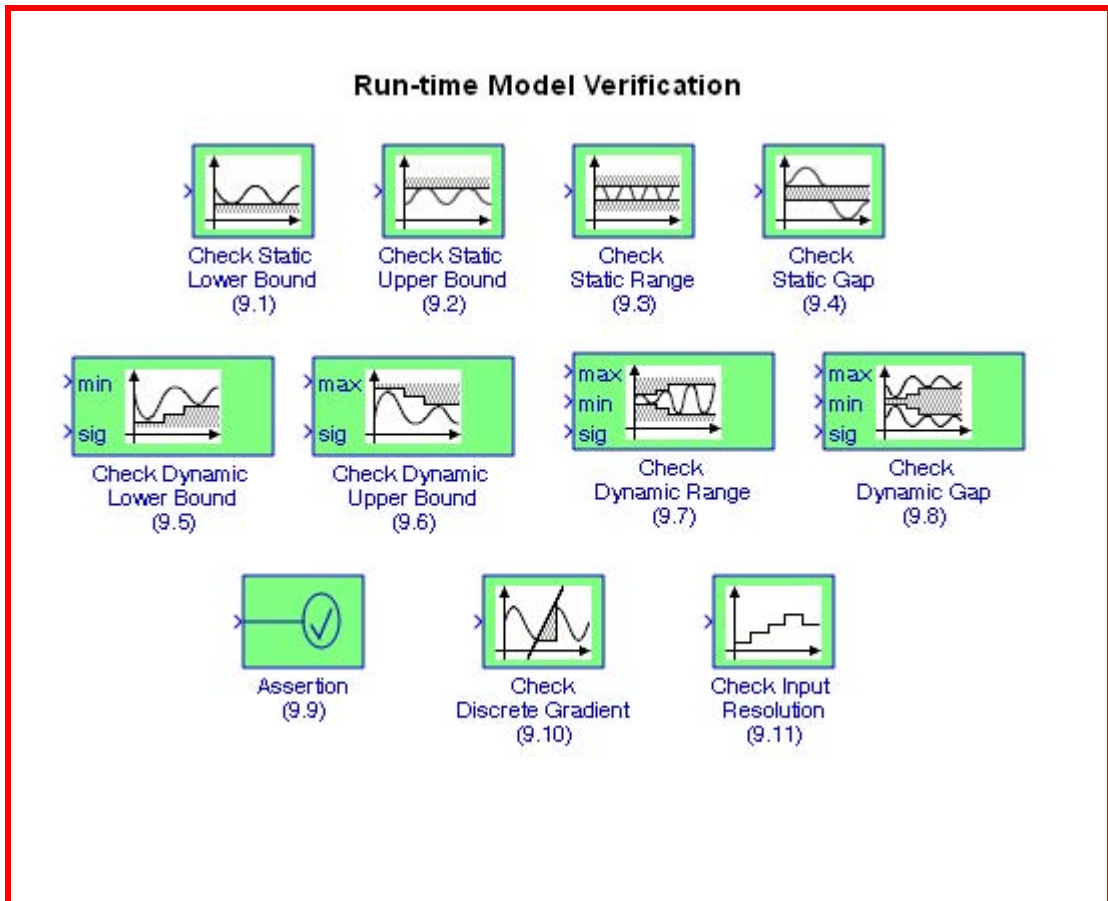 Run-time Model Verification
Check Static
Lower Bound
(9.1)
Check Static
Upper Bound
(9.2)
Check
Static Range
(9.3)
Check
Static Gap
(9.4)
min
sig
Check Dynamic
Lower Bound
(9.5)
max
sig
Check Dynamic
Upper Bound
(9.6)
max
min
sig
Check
Dynamic Range
(9.7)
max
min
sig
Check
Dynamic Gap
(9.8)
Assertion
(9.9)
Check
Discrete Gradient
(9.10)
Check Input
Resolution
(9.11)